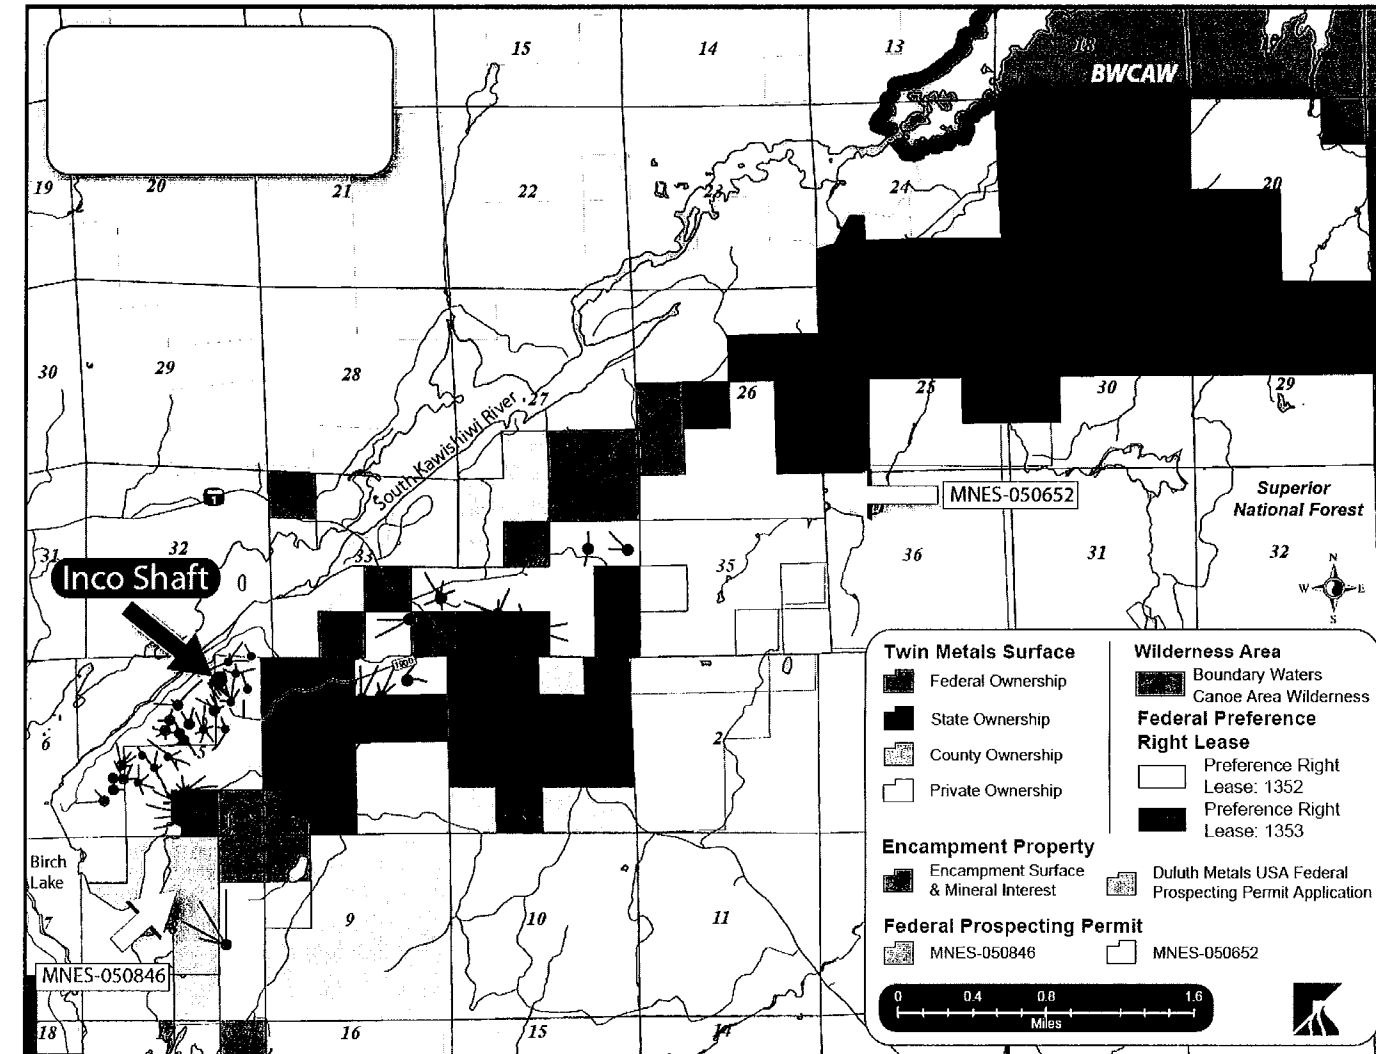 15
14
13
18
BWCAW
19
20
21
22
23
24
20
30
29
28
27
26
25
30
29
South Kawishiwi River
MNES-050652
Superior
National Forest
1
31
32
33
35
36
31
32
Inco Shaft
N
W
E
S
6
5
2
Birch
Lake
7
9
10
11
MNES-050846
18
16
15
14
Twin Metals Surface
Federal Ownership
State Ownership
County Ownership
Private Ownership
Wilderness Area
Boundary Waters
Canoe Area Wilderness
Federal Preference
Right Lease
Preference Right
Lease: 1352
Preference Right
Lease: 1353
Encampment Property
Encampment Surface
& Mineral Interest
Duluth Metals USA Federal
Prospecting Permit Application
Federal Prospecting Permit
MNES-050846
MNES-050652
0 0.4 0.8 1.6
Miles